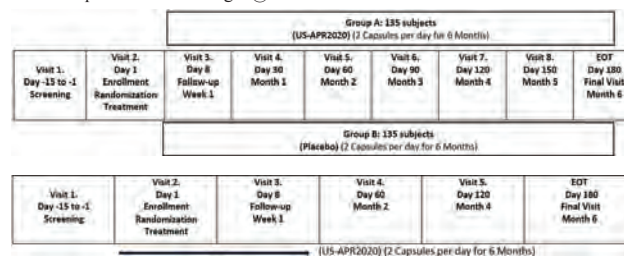 Group A: 135 subjects
(US-APR2020) (2 Capsules per day for 6 Months)
Visit 1.
Day -15 to -1
Screening
Visit 2.
Day 1
Enrollment
Randomization
Treatment
Visit 3.
Day 8
Follow-up
Week 1
Visit 4.
Day 30
Month 1
Visit 5.
Day 60
Month 2
Visit 6.
Day 90
Month 3
Visit 7.
Day 120
Month 4
Visit 8.
Day 150
Month 5
EOT
Day 180
Final Visit
Month 6
Group B: 135 subjects
(Placebo) (2 Capsules per day for 6 Months)
Visit 1.
Day -15 to -1
Screening
Visit 2.
Day 1
Enrollment
Randomization
Treatment
Visit 3.
Day 8
Follow-up
Week 1
Visit 4.
Day 60
Month 2
Visit 5.
Day 120
Month 4
EOT
Day 180
Final Visit
Month 6
(US-APR2020) (2 Capsules per day for 6 Months)